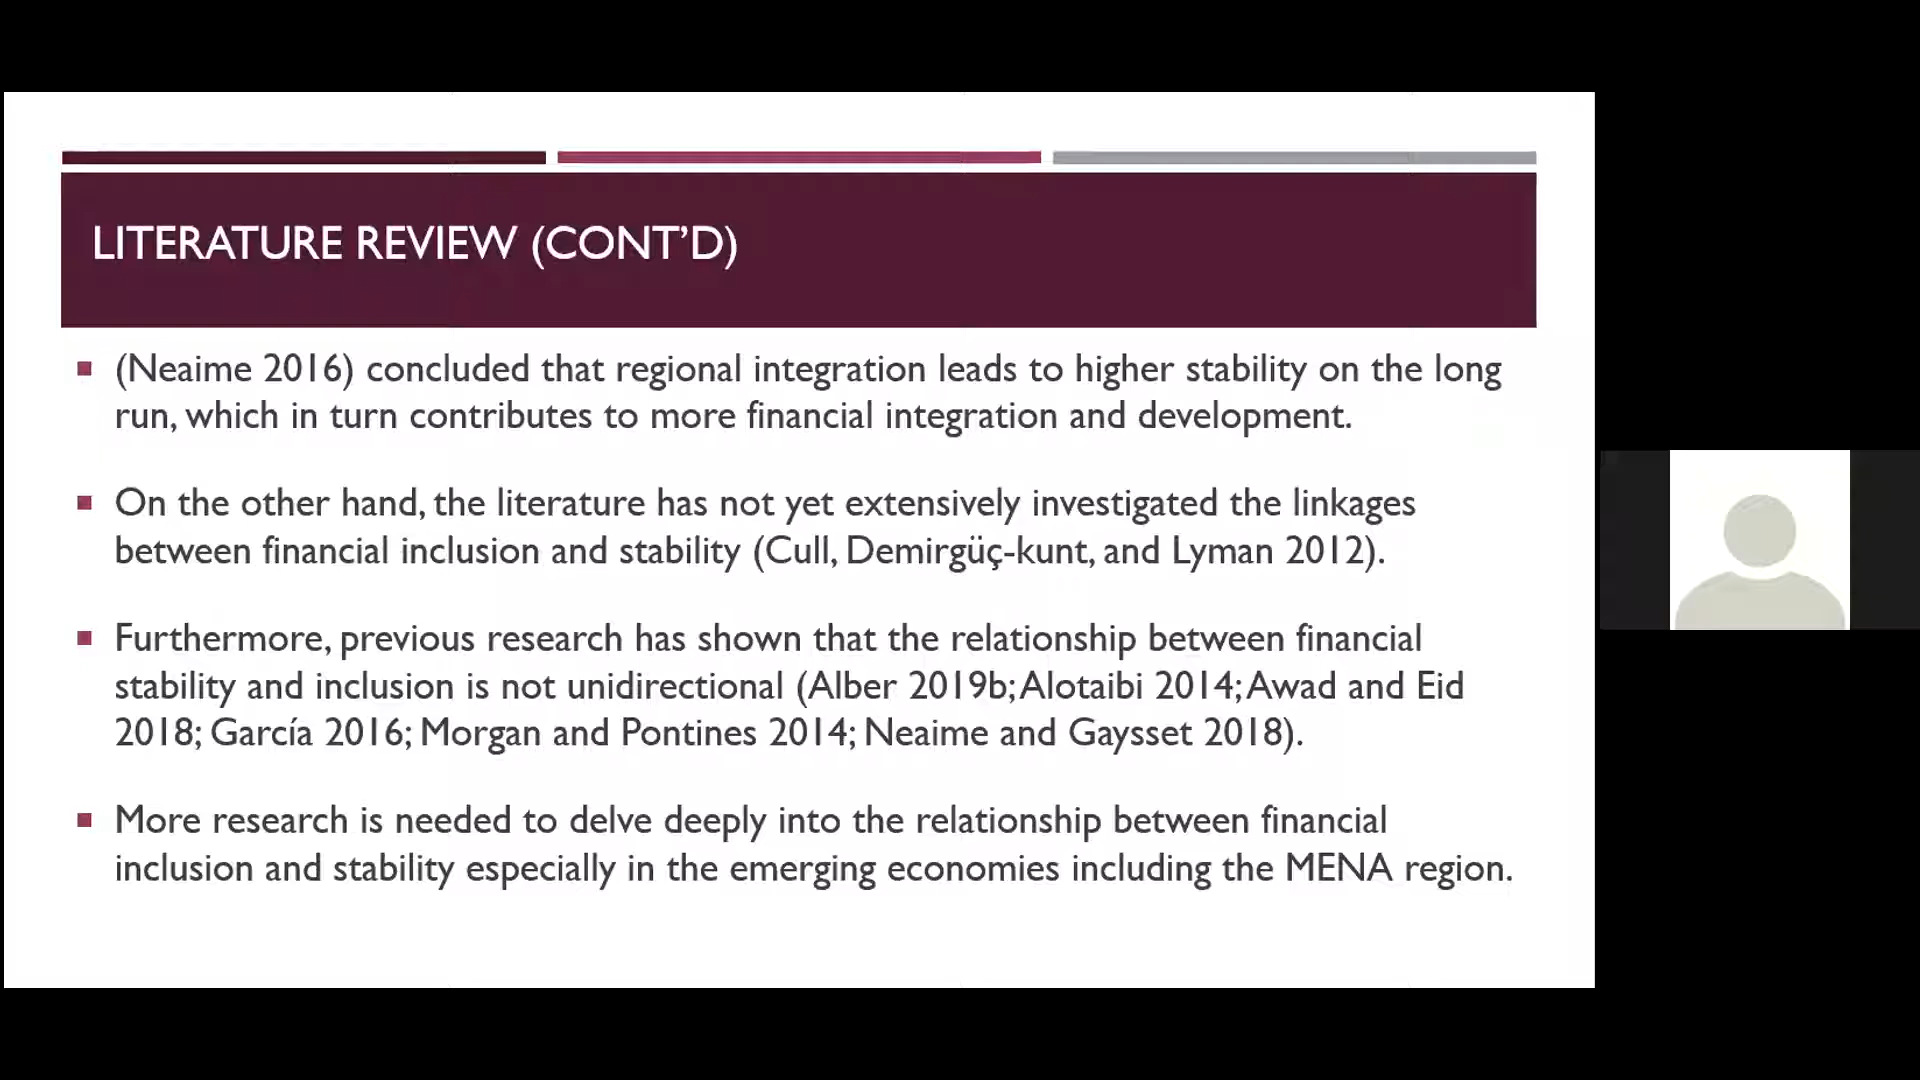 LITERATURE REVIEW (CONT’D)
(Neaime 2016) concluded that regional integration leads to higher stability on the long
run, which in turn contributes to more financial integration and development.
On the other hand, the literature has not yet extensively investigated the linkages
between financial inclusion and stability (Cull, Demirgüç-kunt, and Lyman 2012).
Furthermore, previous research has shown that the relationship between financial
stability and inclusion is not unidirectional (Alber 2019b; Alotaibi 2014; Awad and Eid
2018; García 2016; Morgan and Pontines 2014; Neaime and Gaysset 2018).
More research is needed to delve deeply into the relationship between financial
inclusion and stability especially in the emerging economies including the MENA region.